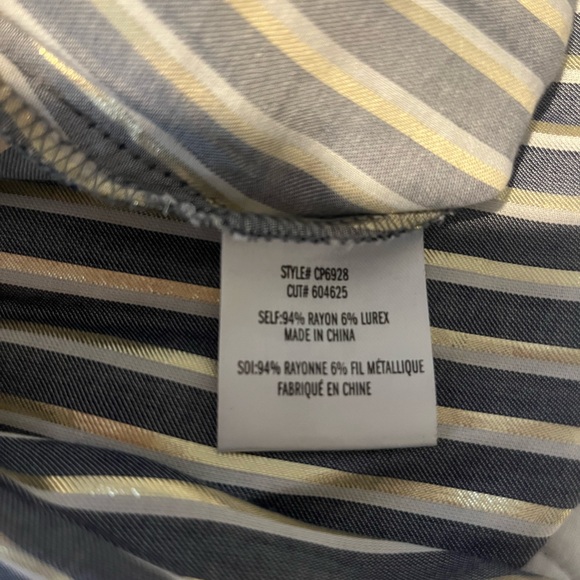 STYLE# CP6928
CUT# 604625
SELF:94% RAYON 6% LUREX
MADE IN CHINA
SOI:94% RAYONNE 6% FIL MÉTALLIQUE
FABRIQUÉ EN CHINE